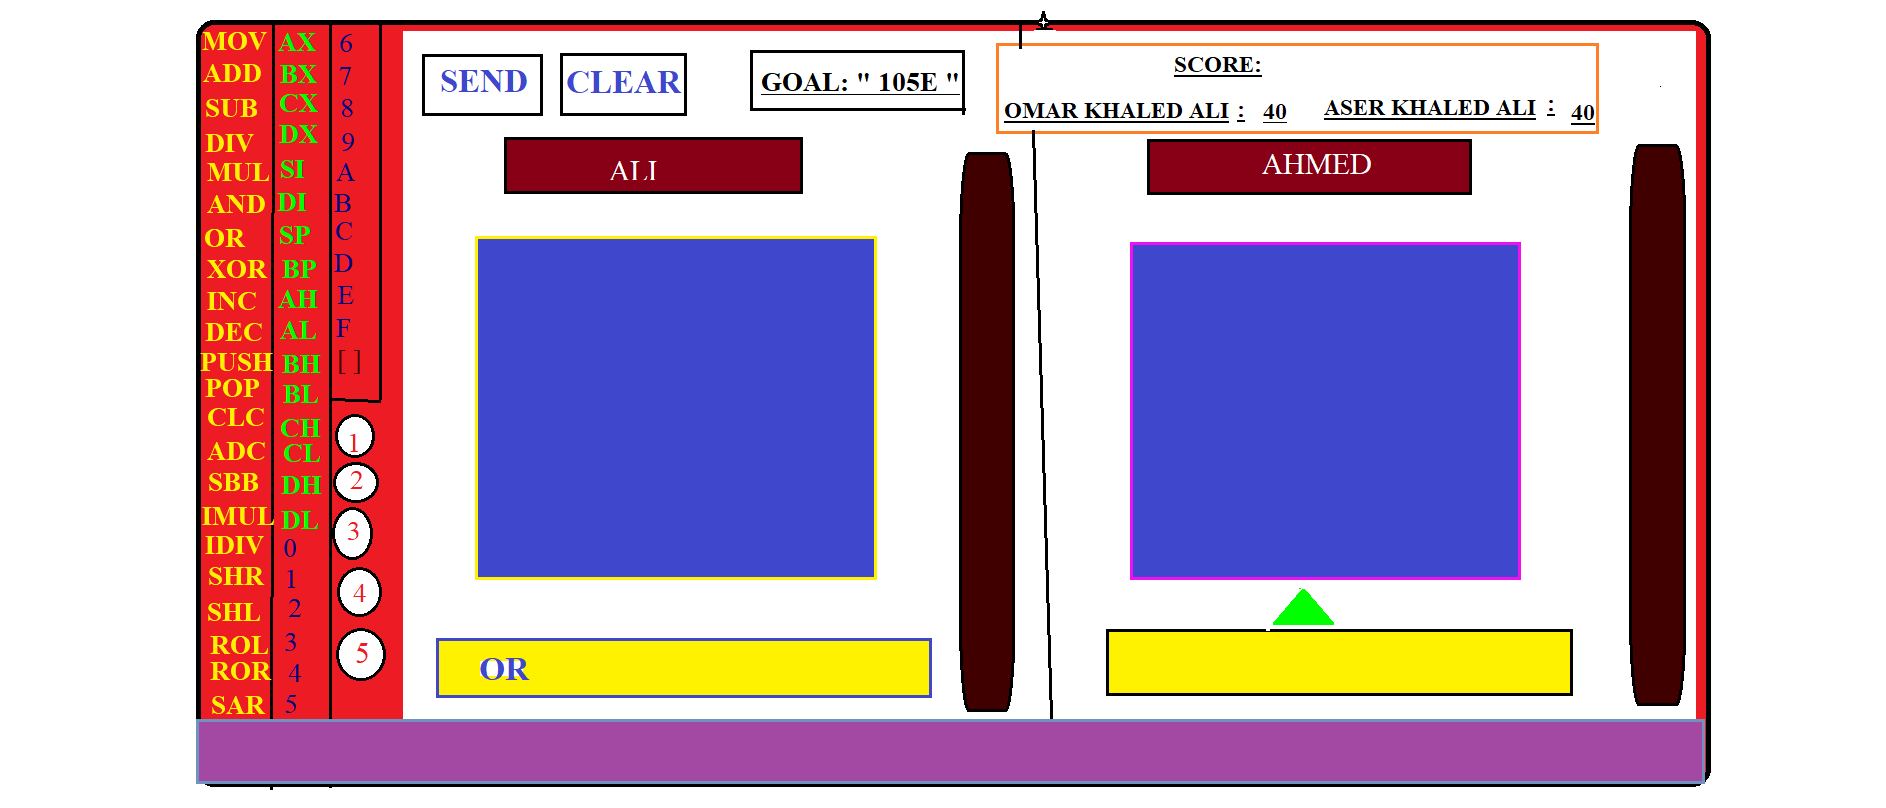 MOV
ADD
SUB
DIV
MUL
AND
OR
XOR
INC
DEC
PUSH
POP
CLC
ADC
SBB
IMUL
IDIV
SHR
SHL
ROL
ROR
SAR
AX
BX
CX
DX
SI
DI
SP
BP
AH
AL
BH
BL
CH
CL
DH
DL
0
1
2
3
4
5
6
7
8
9
A
B
C
D
E
F
[ ]
1
2
3
4
5
SEND
CLEAR
GOAL: " 105E "
SCORE:
OMAR KHALED ALI : 40 ASER KHALED ALI : 40
ALI
AHMED
OR